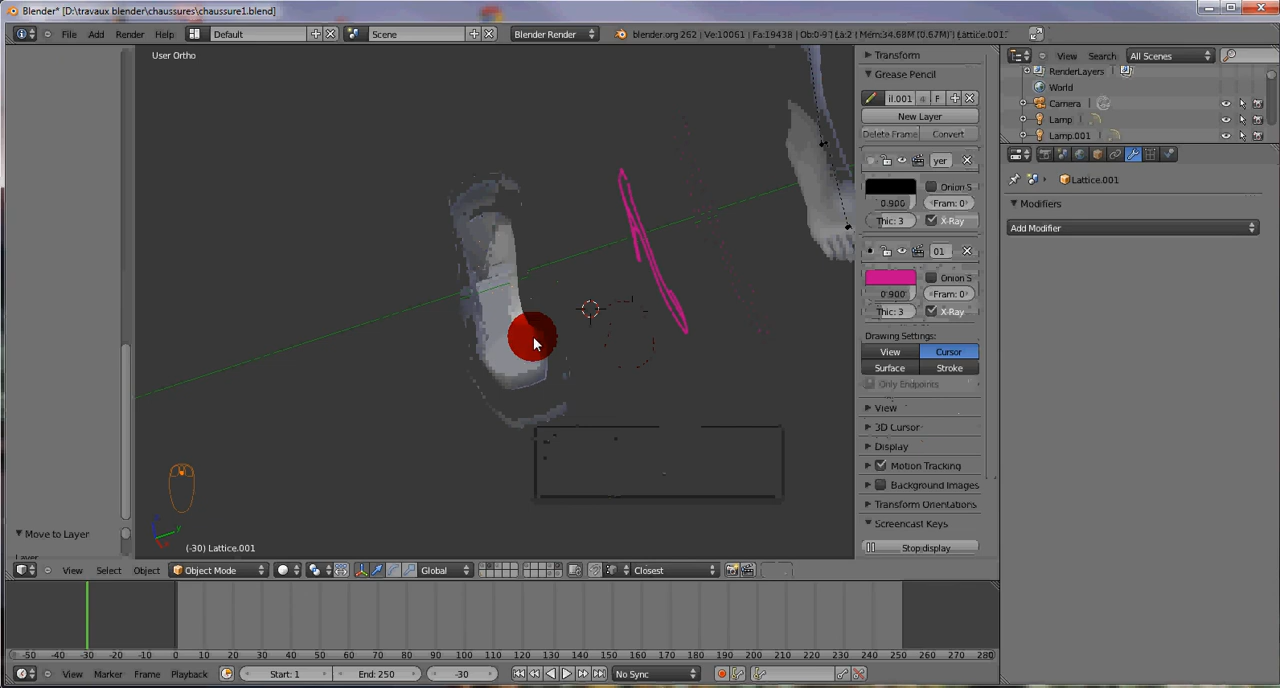 Blender* [D:\travaux blender\chaussures\chaussure1.blend]
File Add Render Help Default Scene Blender Render blender.org 262 | Ve:10061 | Fa:19438 | Ob:0-91 La:2 | Mem:34.68M (0.67M) | Lattice.001
User Ortho
Transform
Grease Pencil
il.001 F
New Layer
Delete Frame Convert
yer
Onion S
0.900 Fram: 0
Thic: 3 X-Ray
01
Onion S
0.900 Fram: 0
Thic: 3 X-Ray
Drawing Settings:
View Cursor
Surface Stroke
Only Endpoints
View
3D Cursor
Display
Motion Tracking
Background Images
Transform Orientations
Screencast Keys
Stop display
View Search All Scenes
RenderLayers
World
Camera
Lamp
Lamp.001
Lattice.001
Modifiers
Add Modifier
Move to Layer
(-30) Lattice.001
View Select Object Object Mode Global Closest
-50 -40 -30 -20 -10 0 10 20 30 40 50 60 70 80 90 100 110 120 130 140 150 160 170 180 190 200 210 220 230 240 250 260 270 280
View Marker Frame Playback Start: 1 End: 250 -30 No Sync